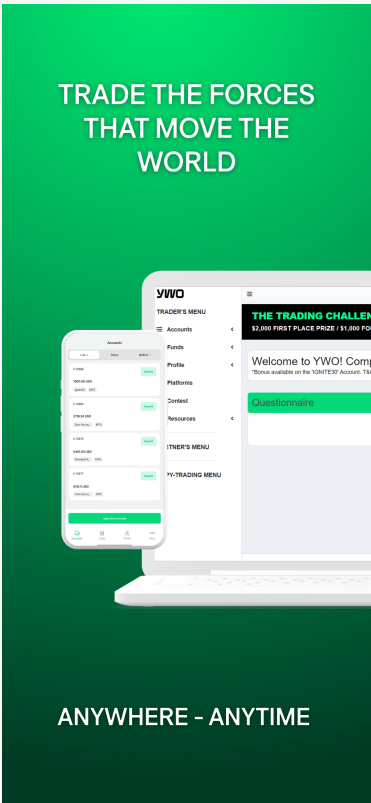 TRADE THE FORCES
THAT MOVE THE
WORLD
YWO
TRADER'S MENU
Accounts
Funds
Profile
Platforms
Contest
Resources
RTNER'S MENU
PY-TRADING MENU
THE TRADING CHALLEN
$2,000 FIRST PLACE PRIZE / $1,000 FO
Welcome to YWO! Comp
*Bonus available on the 'IGNITE30' Account. T&
Questionnaire
Accounts
ANYWHERE - ANYTIME